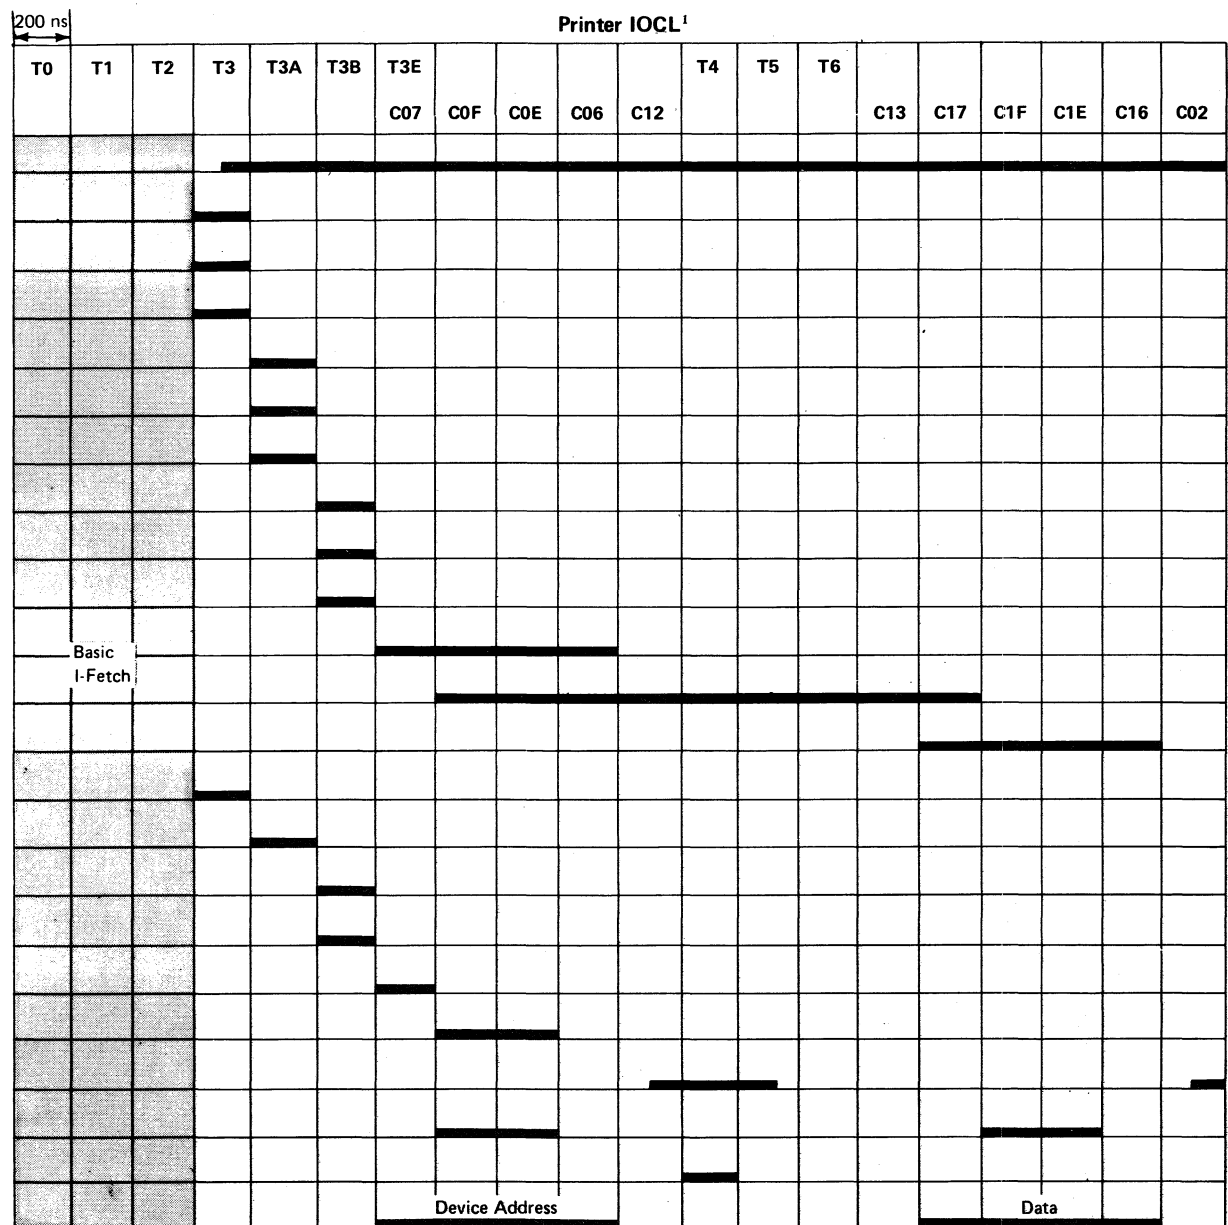 200 ns
Printer IOCL¹
T0 T1 T2 T3 T3A T3B T3E T4 T5 T6
C07 C0F C0E C06 C12 C13 C17 C1F C1E C16 C02
Basic
I-Fetch
Device Address Data